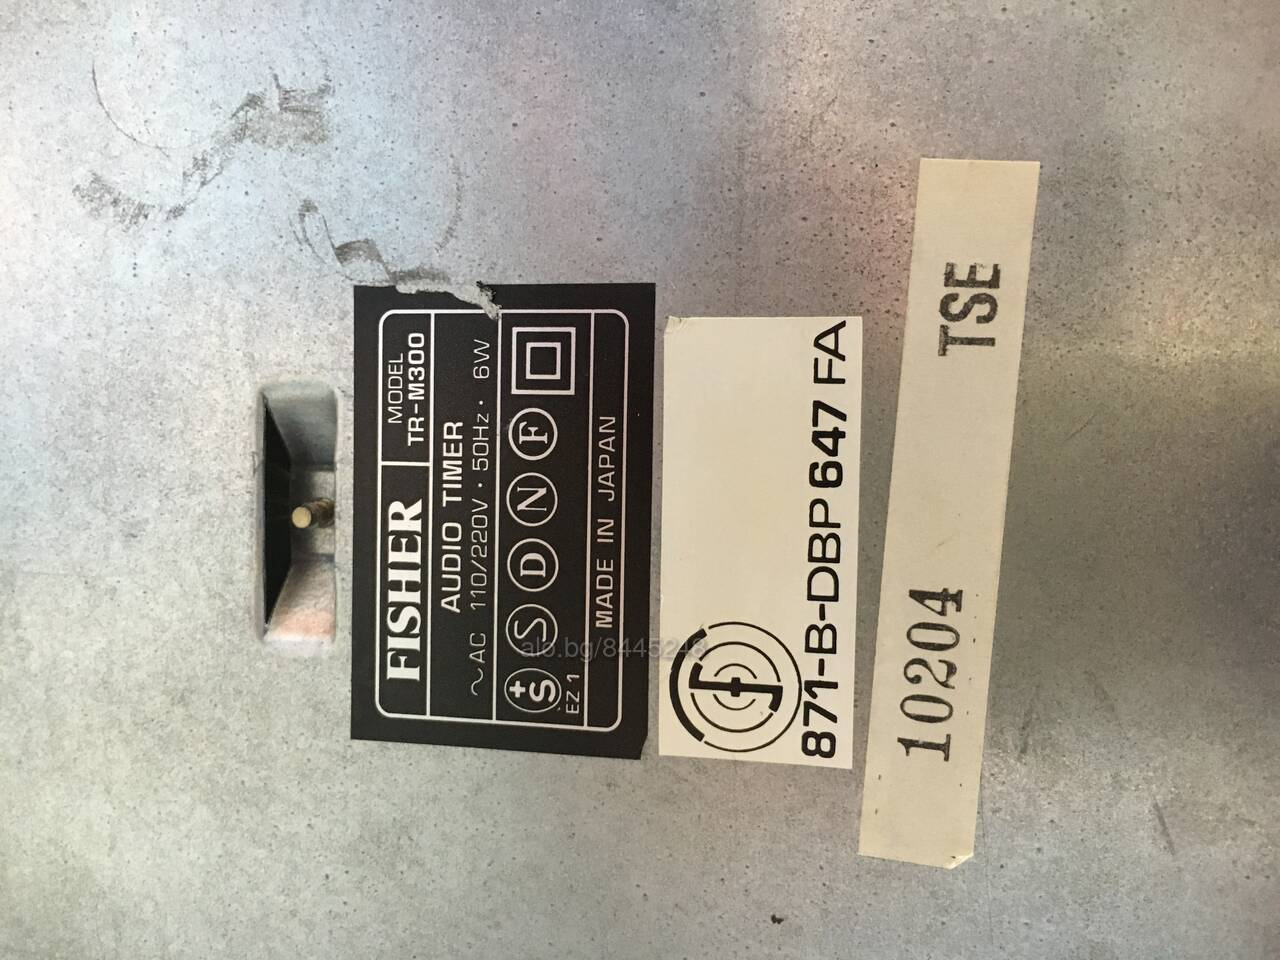 FISHER
MODEL
TR-M300
AUDIO TIMER
~AC 110/220V · 50Hz · 6W
+S S D N F
EZ 1
MADE IN JAPAN
871-B-DBP 647 FA
10204 TSE
alo.bg/8445248